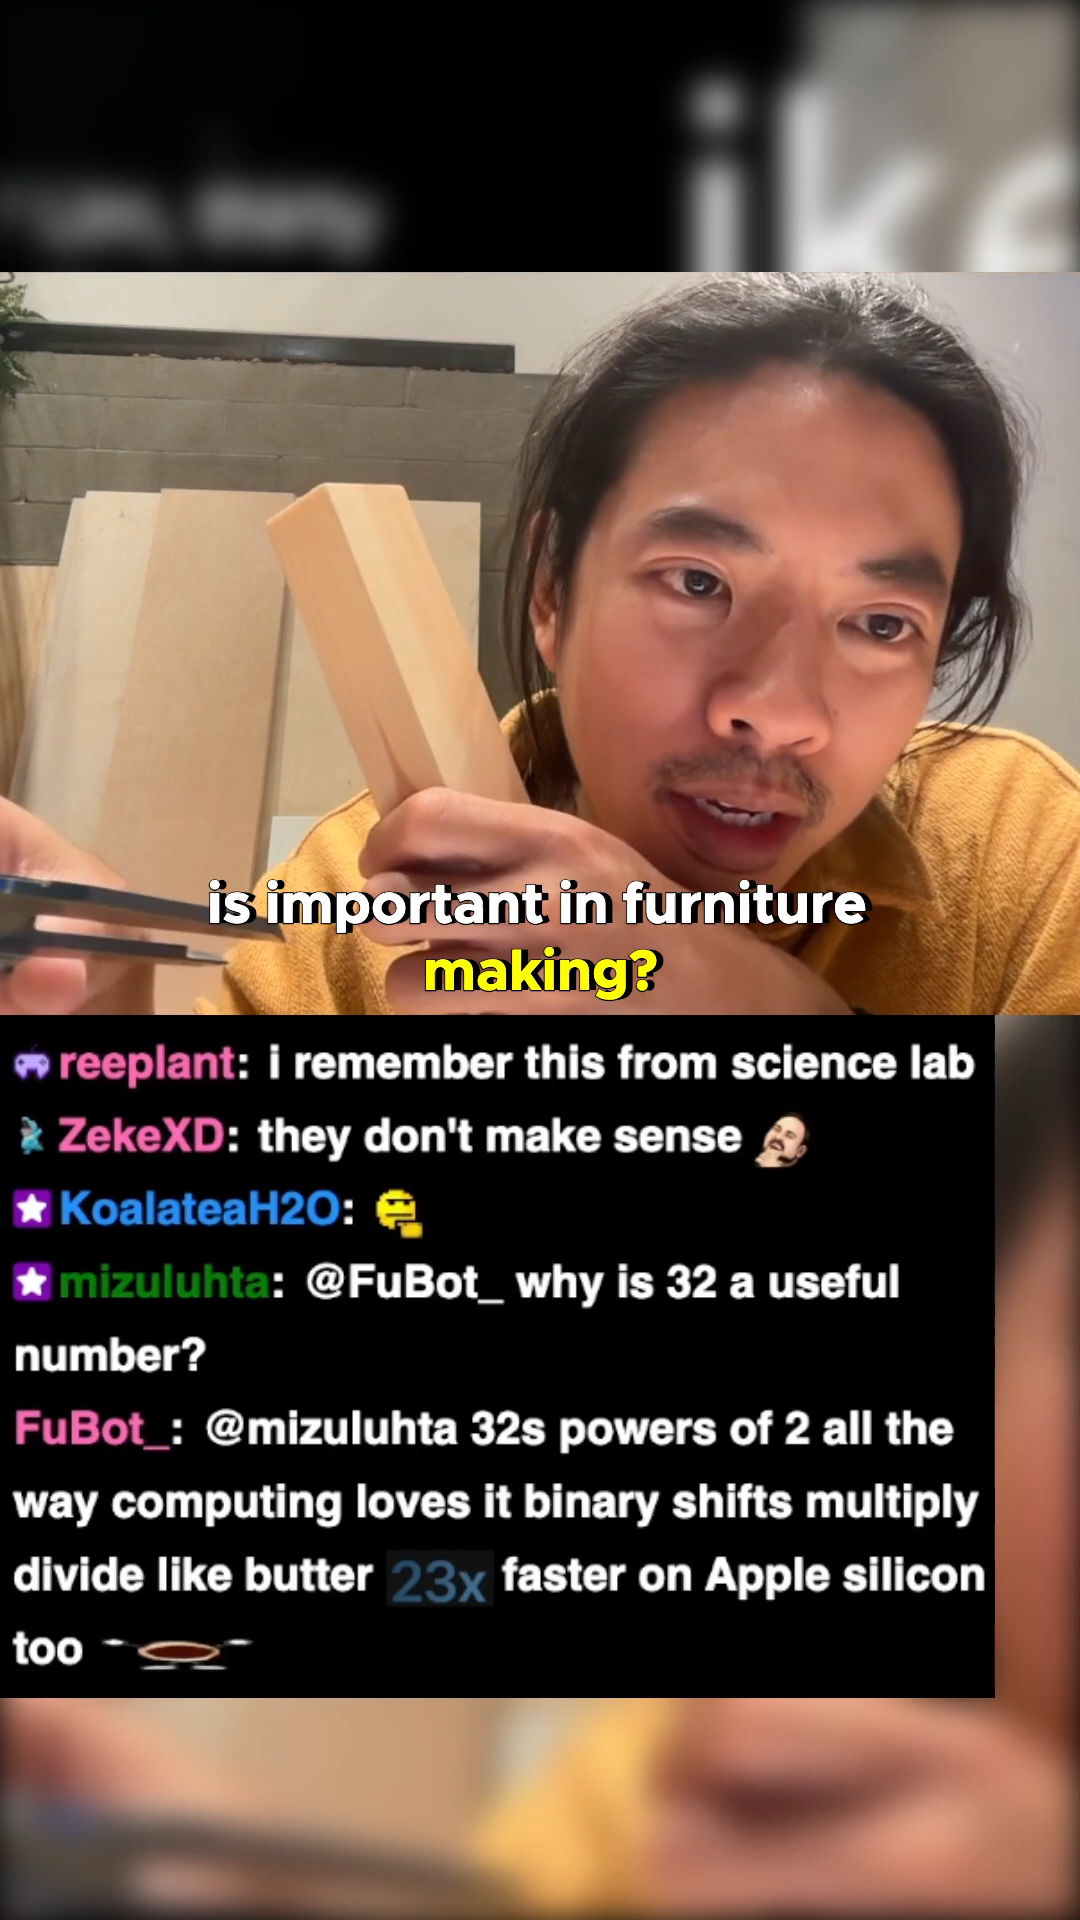 ike
is important in furniture
making?
reeplant: i remember this from science lab
ZekeXD: they don't make sense
KoalateaH2O:
mizuluhta: @FuBot_ why is 32 a useful
number?
FuBot_: @mizuluhta 32s powers of 2 all the
way computing loves it binary shifts multiply
divide like butter 23x faster on Apple silicon
too